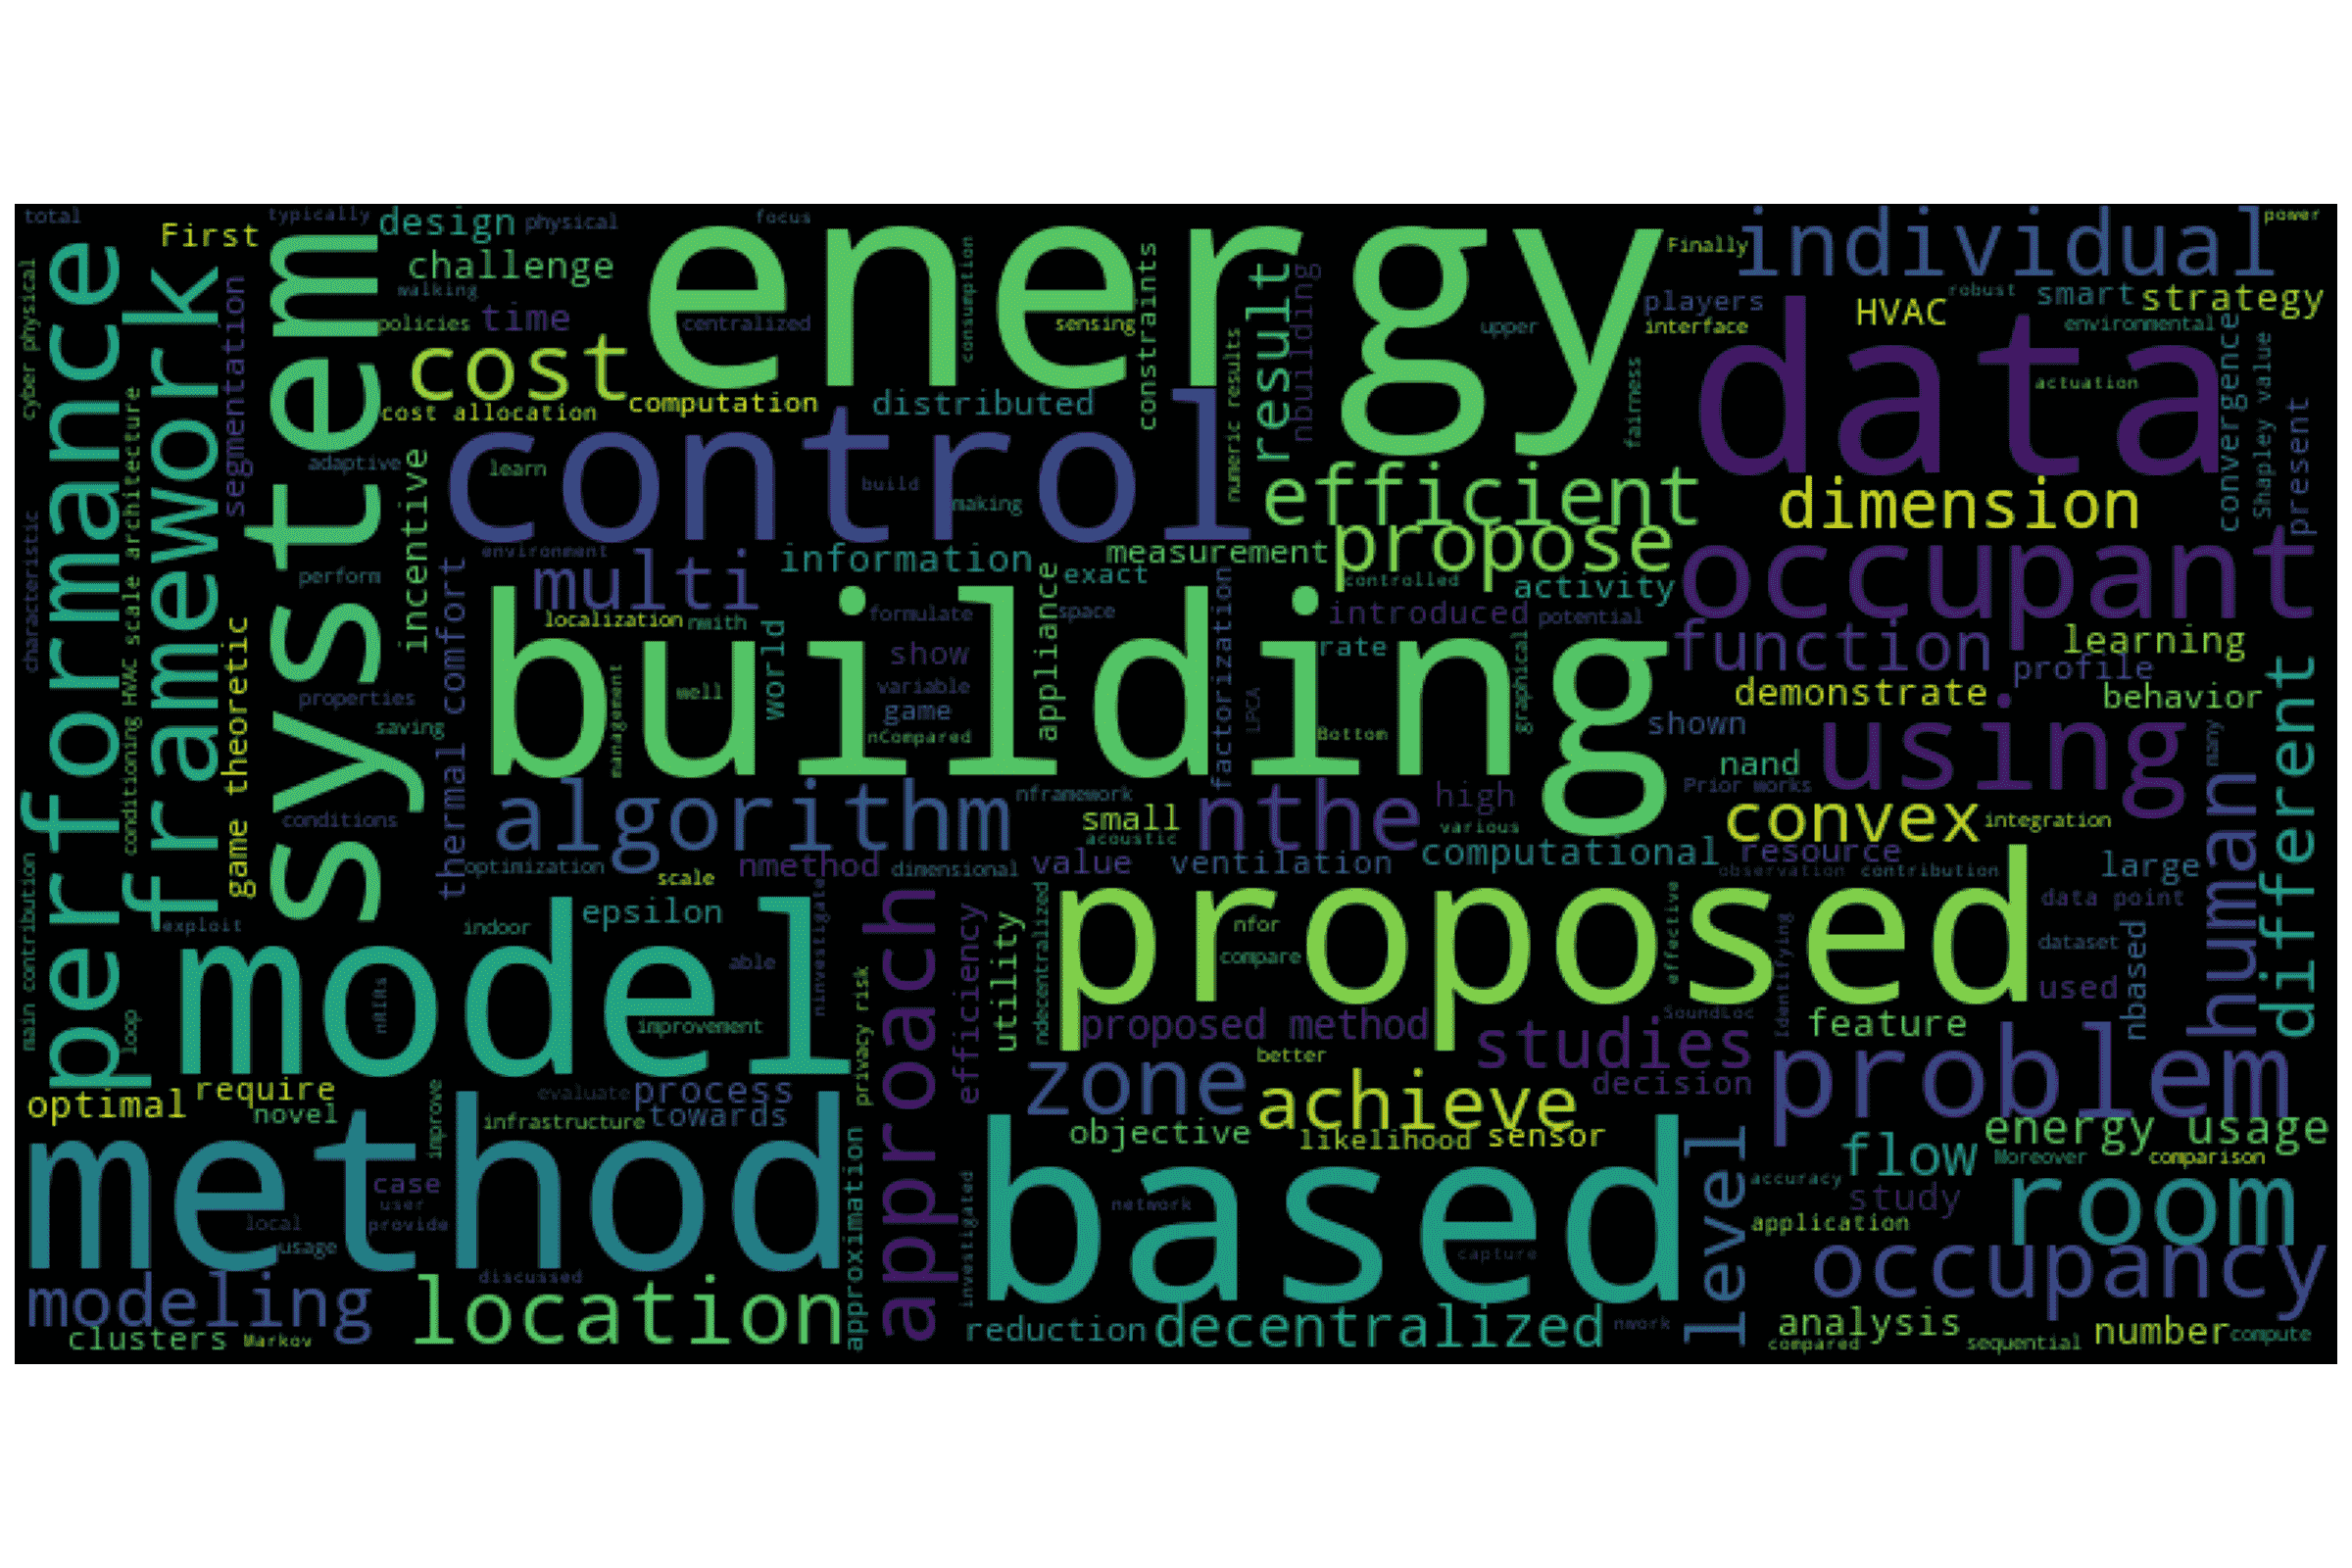 total
typically
design
physical
focus
energy
individual
power
First
challenge
walking
policies
time
centralized
consumption
sensing
constraints
result
nbuilding
upper
Finally
players
interface
HVAC
robust
smart
strategy
environmental
cyber physical
performance
framework
segmentation
system
cost
cost allocation
computation
distributed
numeric results
fairness
data
actuation
convergence
Shapley value
present
characteristic
conditioning HVAC
scale architecture
adaptive
incentive
control
learn
build
making
efficient
dimension
environment
information
measurement
propose
occupant
perform
multi
exact
controlled
activity
localization
nwith
formulate
space
introduced
potential
building
function
learning
profile
game theoretic
properties
thermal comfort
saving
management
well
world
show
variable
game
nCompared
appliance
factorization
LPCA
rate
Bottom
graphical
shown
demonstrate
behavior
using
many
different
nand
Prior works
conditions
algorithm
nframework
nthe
high
various
small
acoustic
convex
integration
human
optimization
nmethod
dimensional
value
ventilation
computational
resource
observation
contribution
large
scale
main contribution
exploit
indoor
epsilon
able
ninvestigate
approach
efficiency
utility
ndecentralized
proposed
nfor
compare
effective
identifying
data point
dataset
used
nbased
model
nRIRs
improvement
privacy risk
proposed method
better
studies
SoundLoc
feature
loop
optimal
require
novel
improve
evaluate
process
infrastructure
towards
zone
achieve
decision
problem
objective
likelihood
sensor
energy usage
method
case
user
local
provide
usage
approximation
investigated
based
network
capture
level
flow
Moreover
comparison
accuracy
study
application
room
modeling
discussed
location
occupancy
clusters
Markov
reduction
decentralized
nwork
analysis
compared
sequential
number
compute